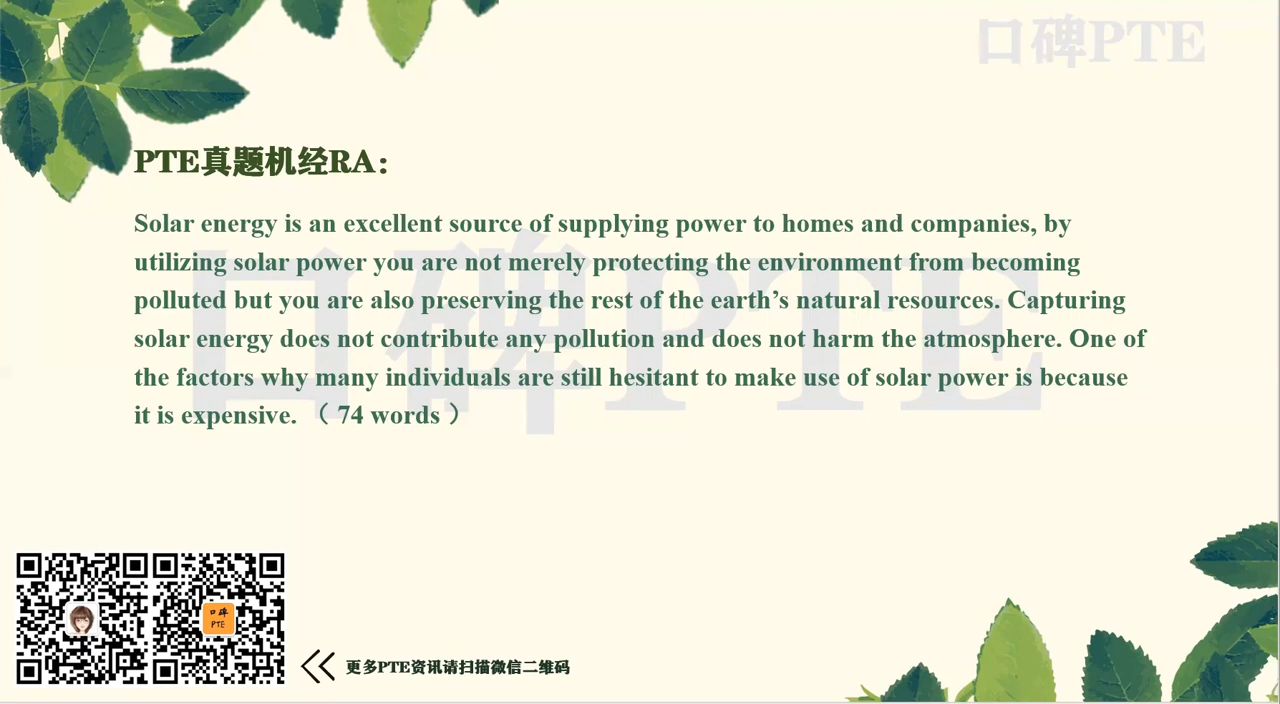 口碑PTE
PTE真题机经RA：
Solar energy is an excellent source of supplying power to homes and companies, by
utilizing solar power you are not merely protecting the environment from becoming
polluted but you are also preserving the rest of the earth’s natural resources. Capturing
solar energy does not contribute any pollution and does not harm the atmosphere. One of
the factors why many individuals are still hesitant to make use of solar power is because
it is expensive. （ 74 words ）
口碑PTE
口碑
PTE
更多PTE资讯请扫描微信二维码